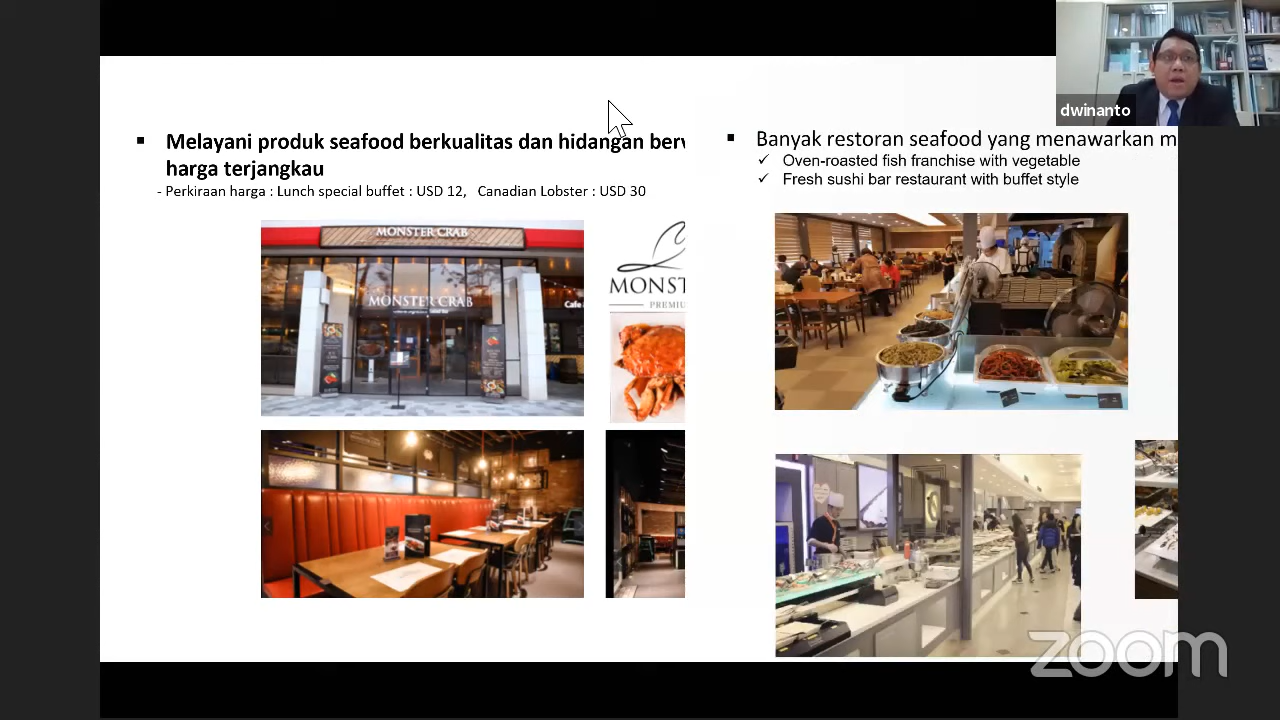 dwinanto
Melayani produk seafood berkualitas dan hidangan
harga terjangkau
- Perkiraan harga : Lunch special buffet : USD 12, Canadian Lobster : USD 30
MONSTER CRAB
MONSTER CRAB
Cafe
MONST
PREMIU
Banyak restoran seafood yang menawarkan m
✓ Oven-roasted fish franchise with vegetable
✓ Fresh sushi bar restaurant with buffet style
zoom